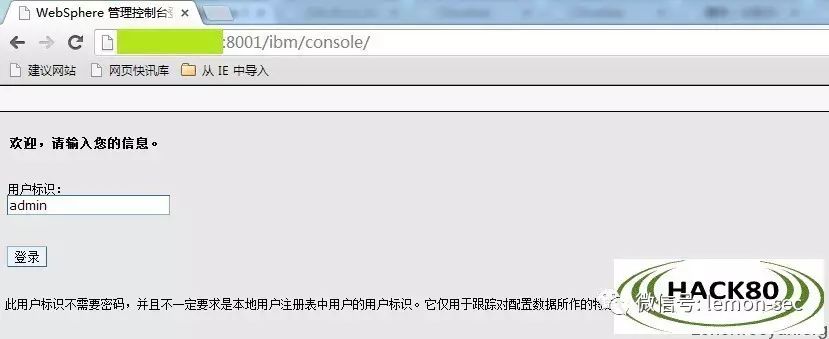 WebSphere 管理控制台
:8001/ibm/console/
建议网站 网页快讯库 从 IE 中导入
欢迎，请输入您的信息。
用户标识：
admin
登录
此用户标识不需要密码，并且不一定要求是本地用户注册表中用户的用户标识。它仅用于跟踪对配置数据所作的特
HACK80
微信号: lemon-sec